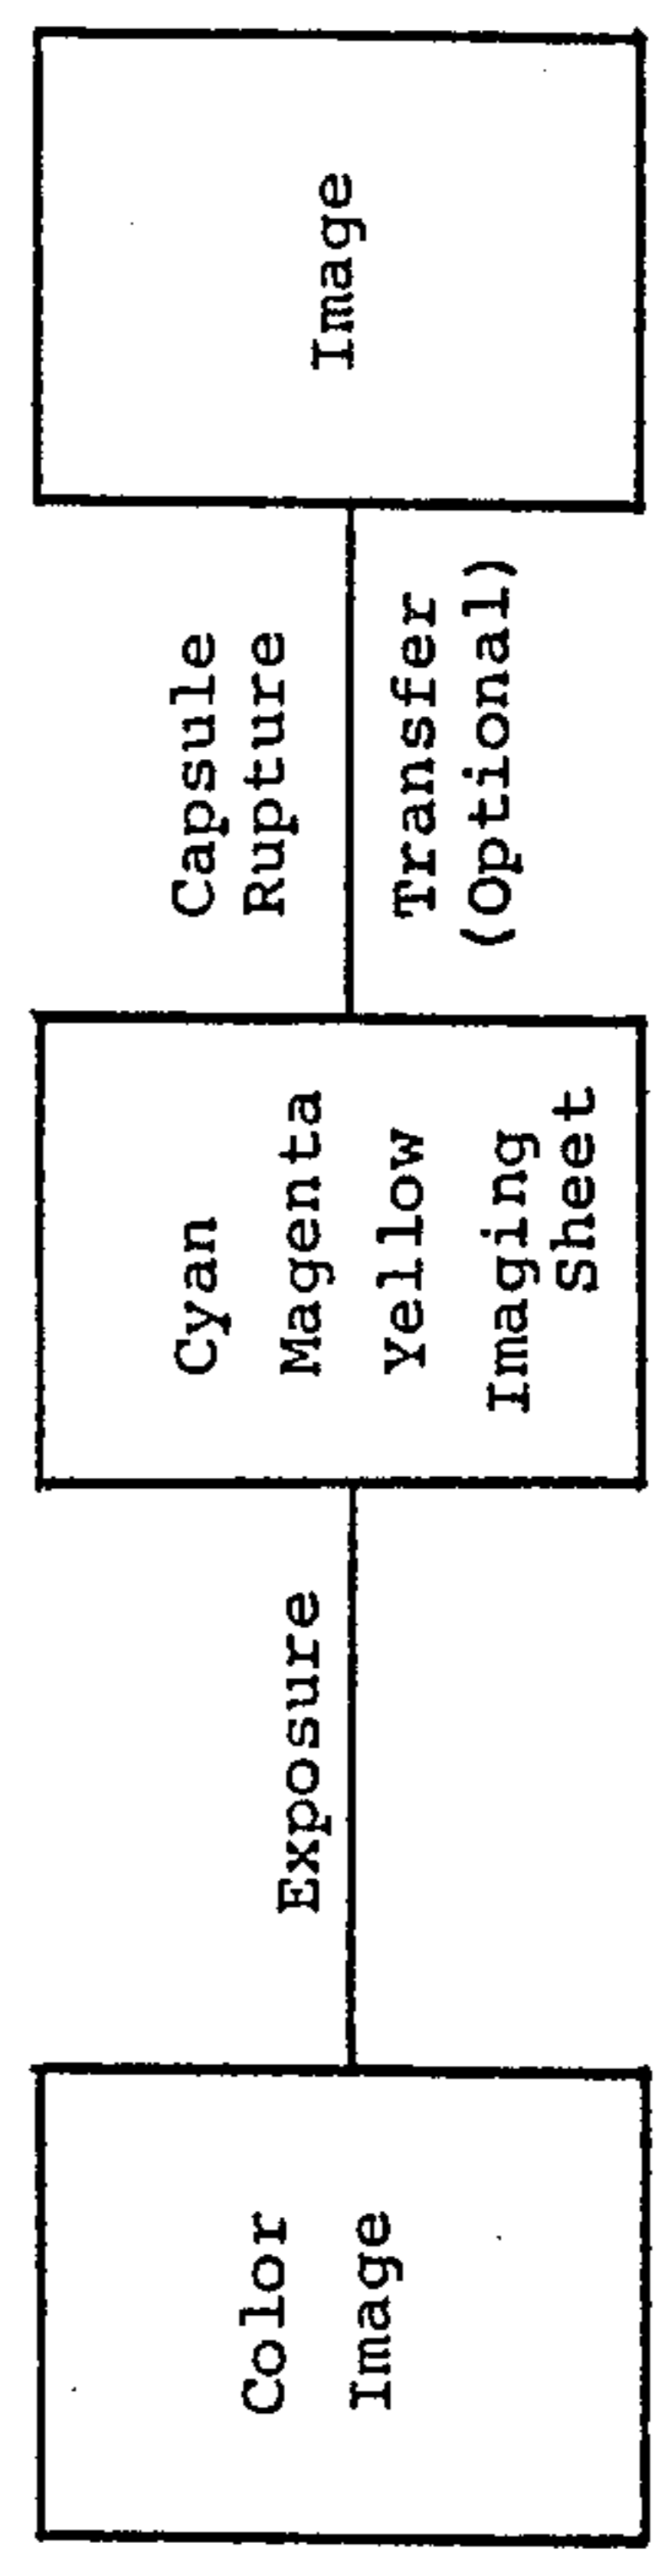 Color
Image
Exposure
Cyan
Magenta
Yellow
Imaging
Sheet
Capsule
Rupture
Transfer
(Optional)
Image